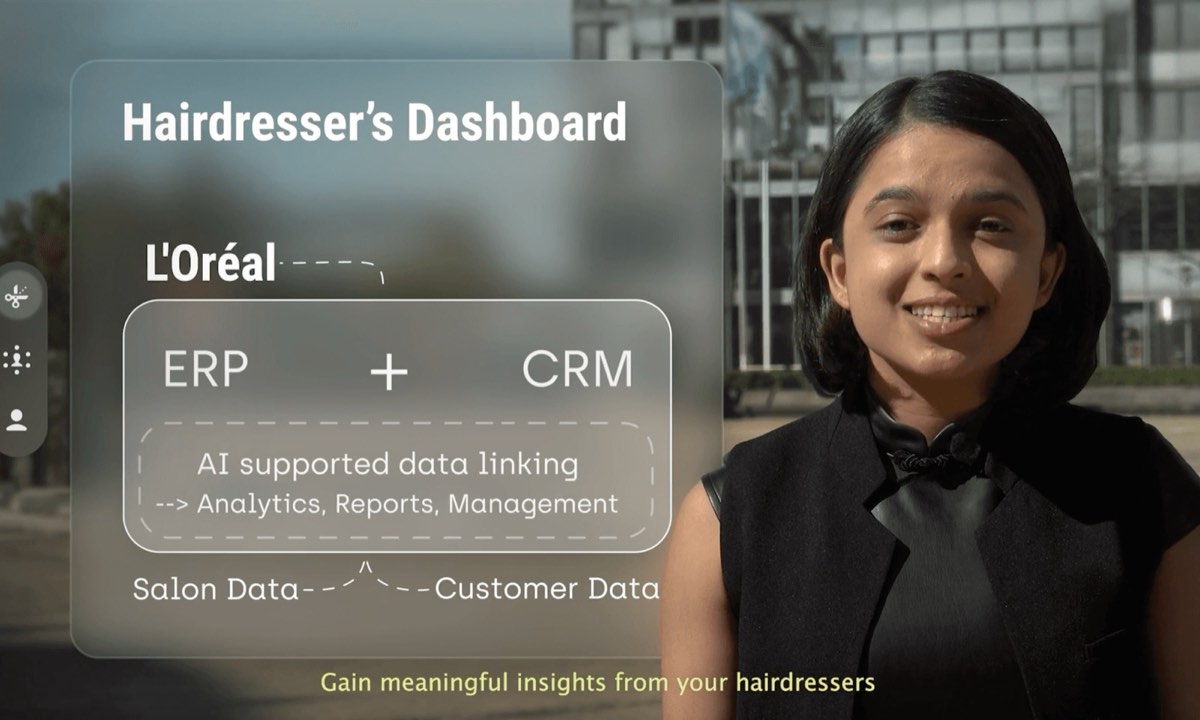 Hairdresser’s Dashboard
L'Oréal
ERP + CRM
AI supported data linking
--> Analytics, Reports, Management
Salon Data
Customer Data
Gain meaningful insights from your hairdressers